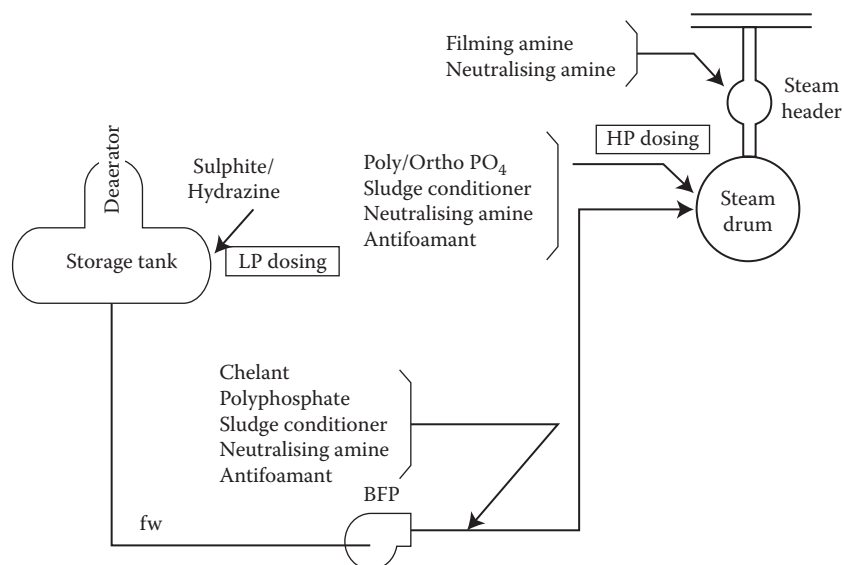 Filming amine
Neutralising amine
Steam
header
HP dosing
Deaerator
Sulphite/
Hydrazine
Poly/Ortho PO₄
Sludge conditioner
Neutralising amine
Antifoamant
Steam
drum
Storage tank
LP dosing
Chelant
Polyphosphate
Sludge conditioner
Neutralising amine
Antifoamant
BFP
fw